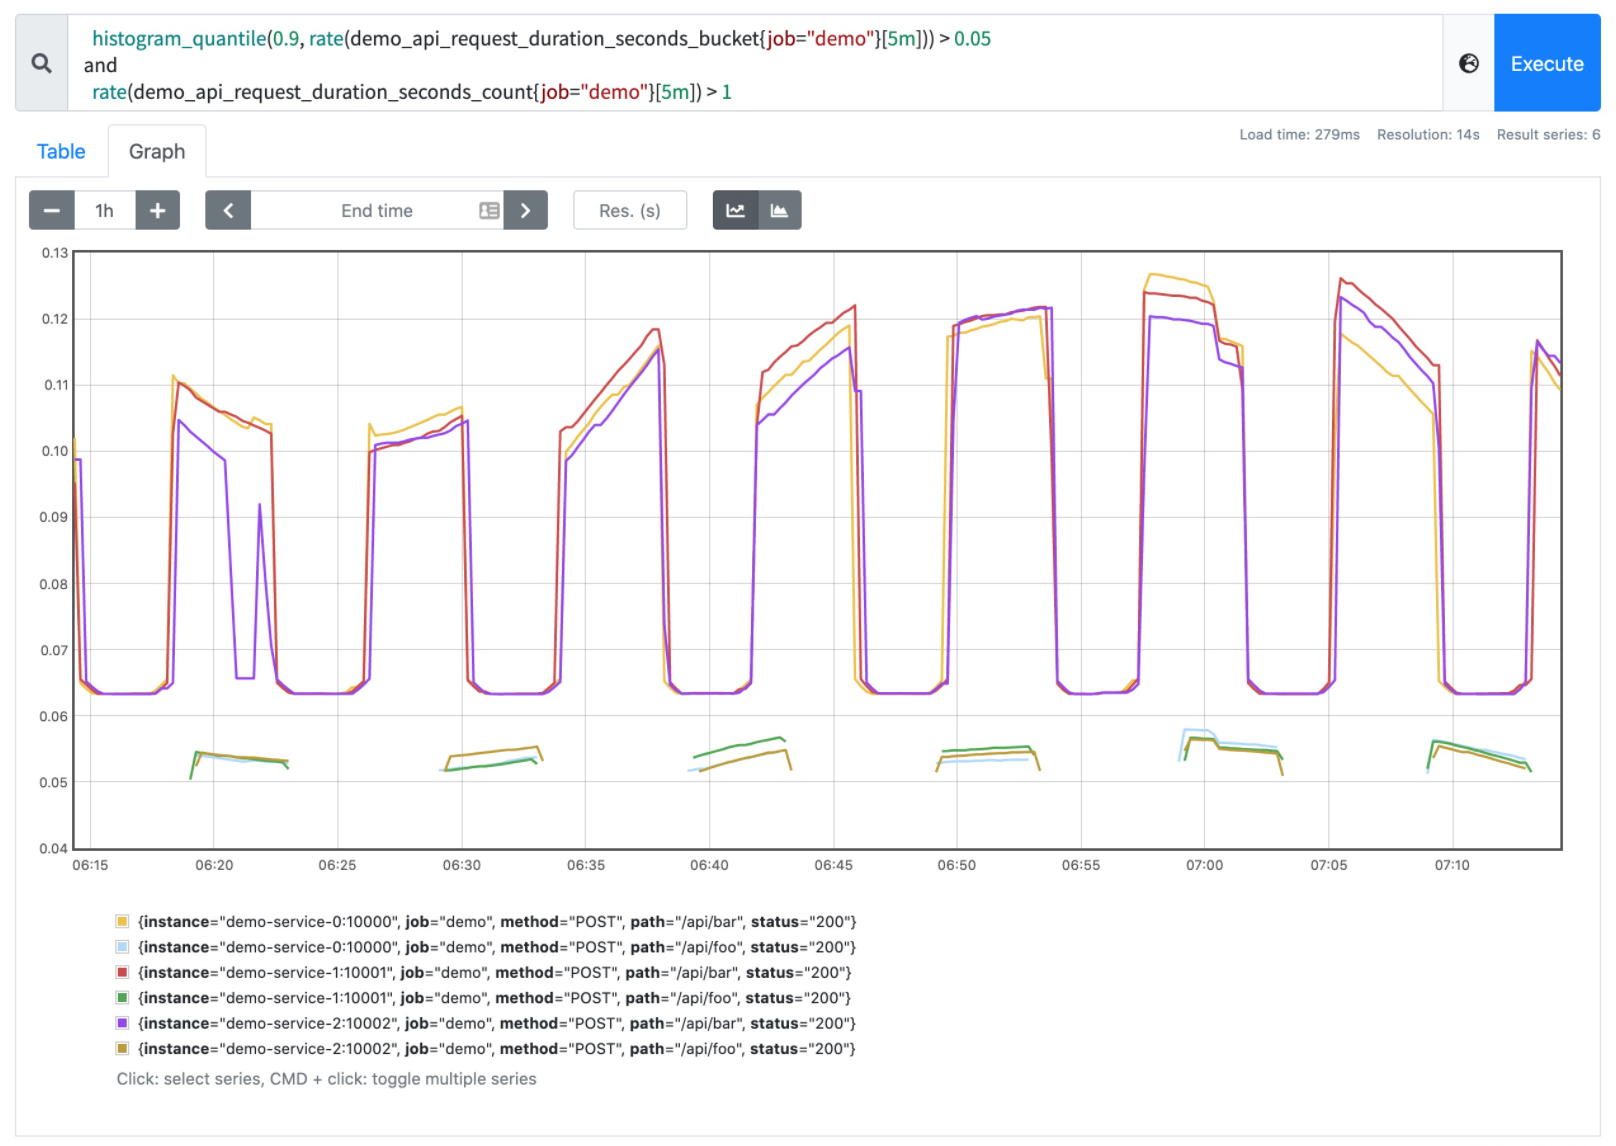 histogram_quantile(0.9, rate(demo_api_request_duration_seconds_bucket{job="demo"}[5m])) > 0.05
and
rate(demo_api_request_duration_seconds_count{job="demo"}[5m]) > 1
Execute
Load time: 279ms Resolution: 14s Result series: 6
Table Graph
1h End time Res. (s)
0.13
0.12
0.11
0.10
0.09
0.08
0.07
0.06
0.05
0.04
06:15 06:20 06:25 06:30 06:35 06:40 06:45 06:50 06:55 07:00 07:05 07:10
{instance="demo-service-0:10000", job="demo", method="POST", path="/api/bar", status="200"}
{instance="demo-service-0:10000", job="demo", method="POST", path="/api/foo", status="200"}
{instance="demo-service-1:10001", job="demo", method="POST", path="/api/bar", status="200"}
{instance="demo-service-1:10001", job="demo", method="POST", path="/api/foo", status="200"}
{instance="demo-service-2:10002", job="demo", method="POST", path="/api/bar", status="200"}
{instance="demo-service-2:10002", job="demo", method="POST", path="/api/foo", status="200"}
Click: select series, CMD + click: toggle multiple series